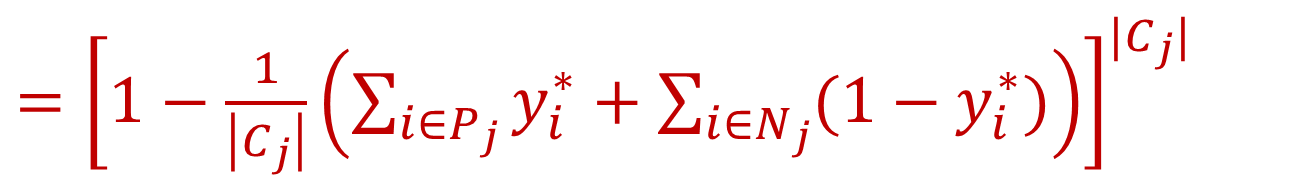 = [1 − 1/|C_j| (∑_{i∈P_j} y_i^* + ∑_{i∈N_j} (1 − y_i^*))]^{|C_j|}